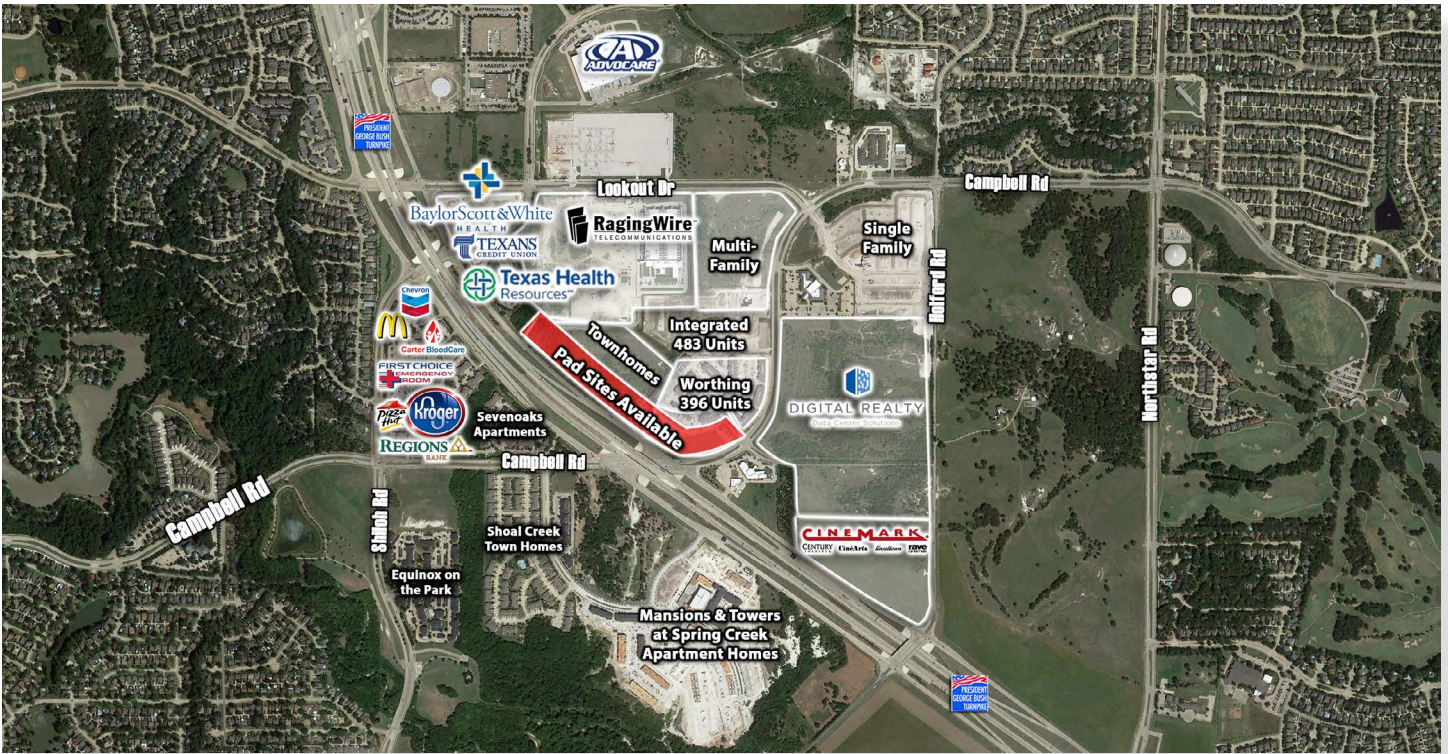 ADVOCARE
PRESIDENT
GEORGE BUSH
TURNPIKE
Lookout Dr
Campbell Rd
BaylorScott&White
HEALTH
TEXANS
CREDIT UNION
Texas Health
Resources℠
RagingWire™
TELECOMMUNICATIONS
Multi-
Family
Single
Family
Holford Rd
Chevron
M
Carter BloodCare
FIRST CHOICE
EMERGENCY
ROOM
Pizza
Hut
Kroger
REGIONS
BANK
Sevenoaks
Apartments
Townhomes
Pad Sites Available
Integrated
483 Units
Worthing
396 Units
DIGITAL REALTY
Data Center Solutions
Northstar Rd
Campbell Rd
Campbell Rd
Shiloh Rd
Shoal Creek
Town Homes
Equinox on
the Park
CINEMARK
CENTURY
THEATRES
CinéArts
Tinseltown
rave
Mansions & Towers
at Spring Creek
Apartment Homes
PRESIDENT
GEORGE BUSH
TURNPIKE